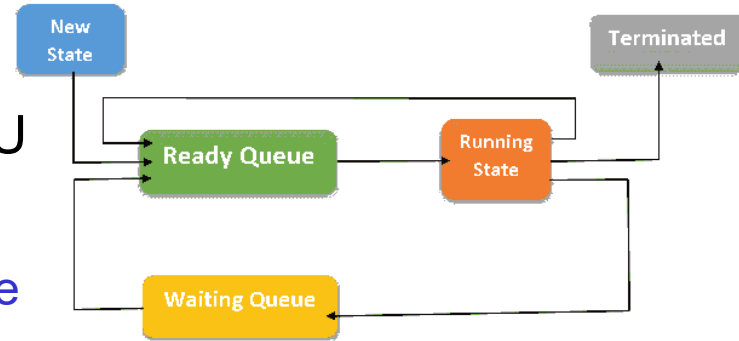 New
State
Terminated
U
Ready Queue
Running
State
e
Waiting Queue